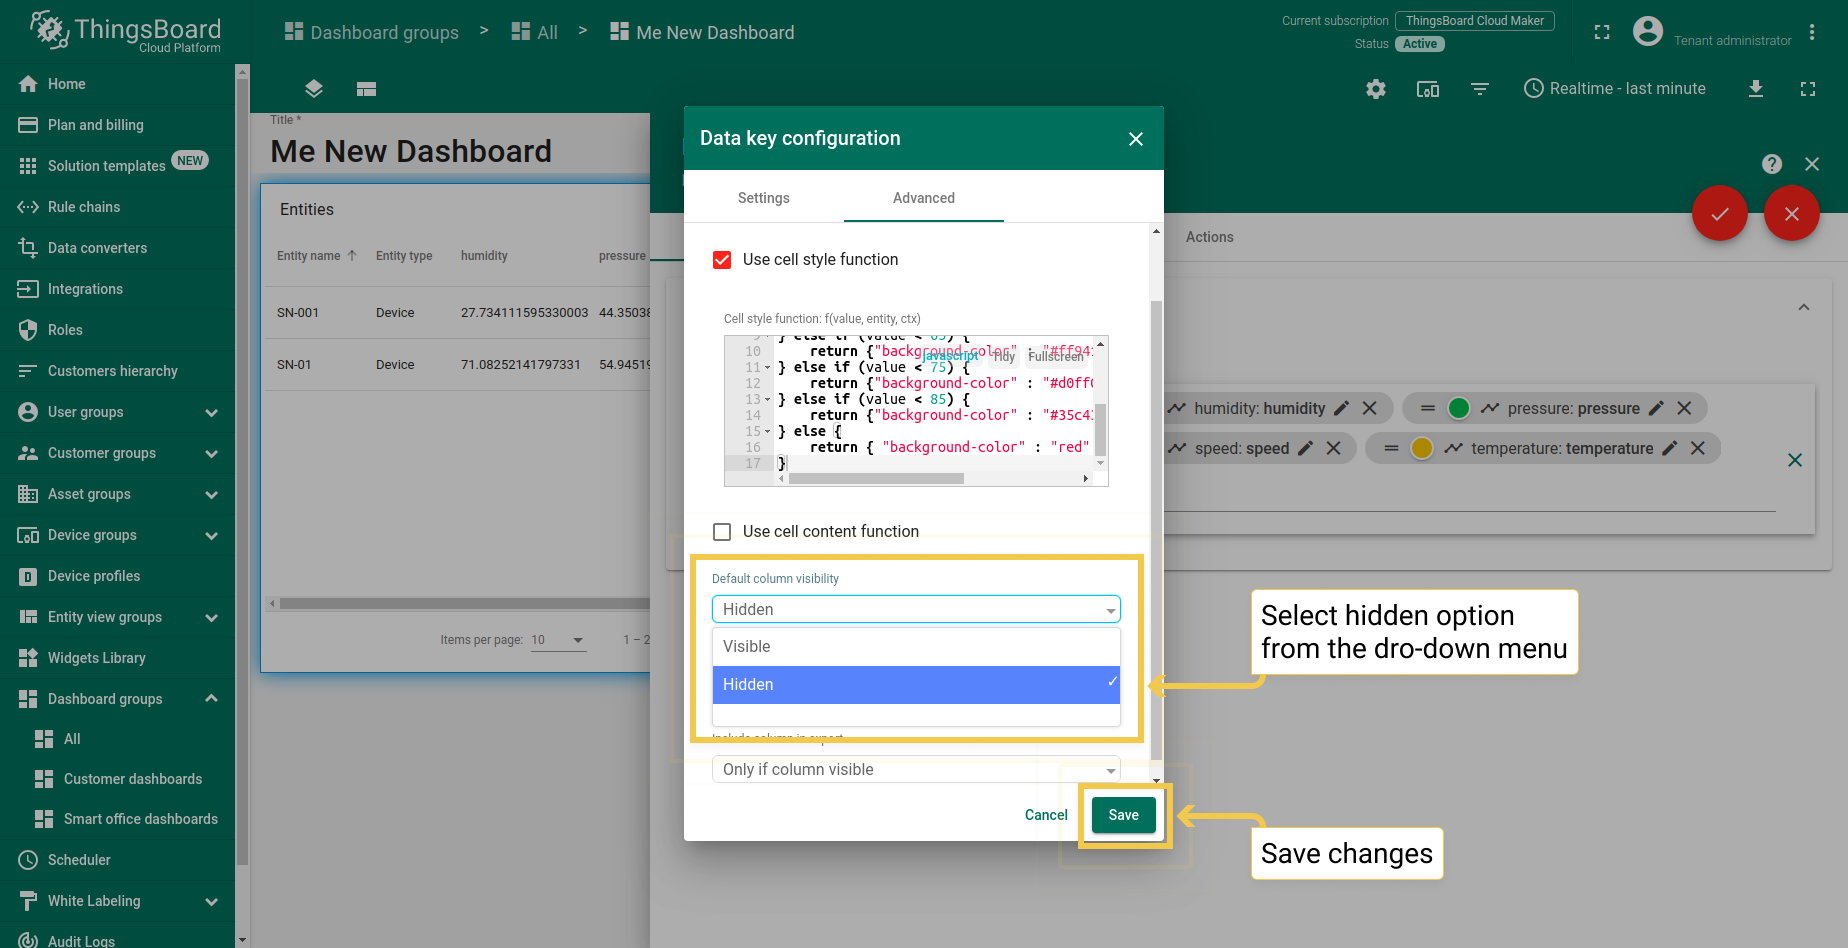 ThingsBoard
Cloud Platform
Dashboard groups > All > Me New Dashboard
Current subscription ThingsBoard Cloud Maker
Status Active
Tenant administrator
Home
Plan and billing
Solution templates NEW
Rule chains
Data converters
Integrations
Roles
Customers hierarchy
User groups
Customer groups
Asset groups
Device groups
Device profiles
Entity view groups
Widgets Library
Dashboard groups
All
Customer dashboards
Smart office dashboards
Scheduler
White Labeling
Audit Logs
Realtime - last minute
Title *
Me New Dashboard
Entities
Entity name Entity type humidity pressure
SN-001 Device 27.734111595330003 44.35038
SN-01 Device 71.08252141797331 54.94519
Items per page: 10 1 – 2
Data key configuration
Settings Advanced
Use cell style function
Cell style function: f(value, entity, ctx)
javascript Tidy Fullscreen
9 } else if (value < 65) {
10 return {"background-color" : "#ff941
11 } else if (value < 75) {
12 return {"background-color" : "#d0ff0
13 } else if (value < 85) {
14 return {"background-color" : "#35c41
15 } else {
16 return { "background-color" : "red"
17 }
Use cell content function
Default column visibility
Hidden
Visible
Hidden
Include column in export
Only if column visible
Cancel Save
Actions
humidity: humidity
pressure: pressure
speed: speed
temperature: temperature
Select hidden option
from the dro-down menu
Save changes